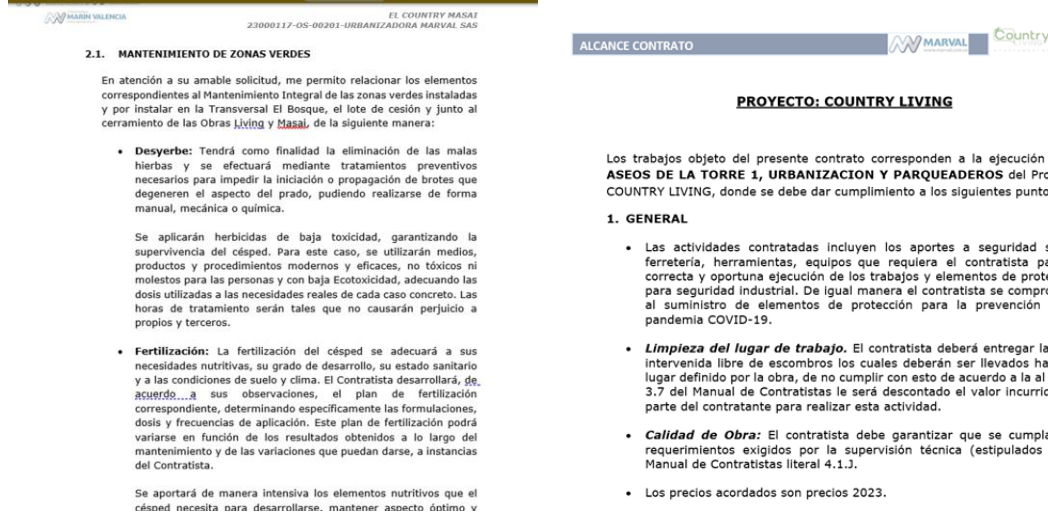 MARÍN VALENCIA
EL COUNTRY MASAI
23000117-OS-00201-URBANIZADORA MARVAL SAS
2.1. MANTENIMIENTO DE ZONAS VERDES
En atención a su amable solicitud, me permito relacionar los elementos
correspondientes al Mantenimiento Integral de las zonas verdes instaladas
y por instalar en la Transversal El Bosque, el lote de cesión y junto al
cerramiento de las Obras Living y Masai, de la siguiente manera:
• Desyerbe: Tendrá como finalidad la eliminación de las malas
hierbas y se efectuará mediante tratamientos preventivos
necesarios para impedir la iniciación o propagación de brotes que
degeneren el aspecto del prado, pudiendo realizarse de forma
manual, mecánica o química.
Se aplicarán herbicidas de baja toxicidad, garantizando la
supervivencia del césped. Para este caso, se utilizarán medios,
productos y procedimientos modernos y eficaces, no tóxicos ni
molestos para las personas y con baja Ecotoxicidad, adecuando las
dosis utilizadas a las necesidades reales de cada caso concreto. Las
horas de tratamiento serán tales que no causarán perjuicio a
propios y terceros.
• Fertilización: La fertilización del césped se adecuará a sus
necesidades nutritivas, su grado de desarrollo, su estado sanitario
y a las condiciones de suelo y clima. El Contratista desarrollará, de
acuerdo a sus observaciones, el plan de fertilización
correspondiente, determinando específicamente las formulaciones,
dosis y frecuencias de aplicación. Este plan de fertilización podrá
variarse en función de los resultados obtenidos a lo largo del
mantenimiento y de las variaciones que puedan darse, a instancias
del Contratista.
Se aportará de manera intensiva los elementos nutritivos que el
césped necesita para desarrollarse, mantener aspecto óptimo y
ALCANCE CONTRATO
MARVAL
Country
LIVING
PROYECTO: COUNTRY LIVING
Los trabajos objeto del presente contrato corresponden a la ejecución
ASEOS DE LA TORRE 1, URBANIZACION Y PARQUEADEROS del Pro
COUNTRY LIVING, donde se debe dar cumplimiento a los siguientes punto
1. GENERAL
• Las actividades contratadas incluyen los aportes a seguridad s
ferretería, herramientas, equipos que requiera el contratista pa
correcta y oportuna ejecución de los trabajos y elementos de prote
para seguridad industrial. De igual manera el contratista se compro
al suministro de elementos de protección para la prevención
pandemia COVID-19.
• Limpieza del lugar de trabajo. El contratista deberá entregar la
intervenida libre de escombros los cuales deberán ser llevados ha
lugar definido por la obra, de no cumplir con esto de acuerdo a la al
3.7 del Manual de Contratistas le será descontado el valor incurrid
parte del contratante para realizar esta actividad.
• Calidad de Obra: El contratista debe garantizar que se cumpla
requerimientos exigidos por la supervisión técnica (estipulados
Manual de Contratistas literal 4.1.J.
• Los precios acordados son precios 2023.